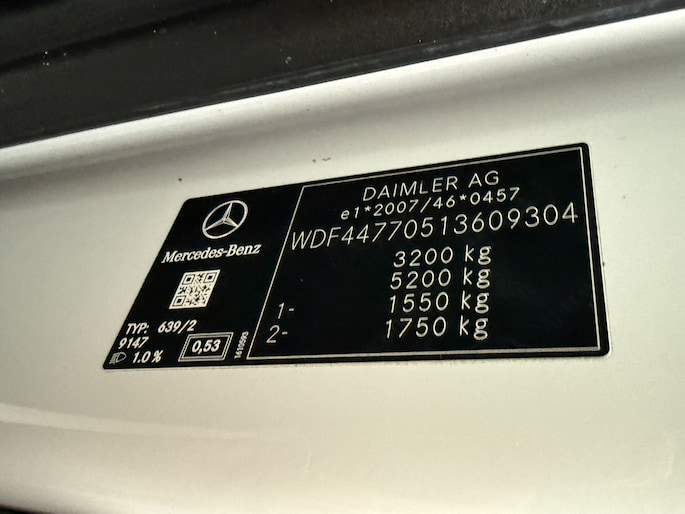 Mercedes-Benz
TYP: 639/2
9147
1.0 %
0,53
3610593
DAIMLER AG
e1*2007/46*0457
WDF44770513609304
3200 kg
5200 kg
1- 1550 kg
2- 1750 kg